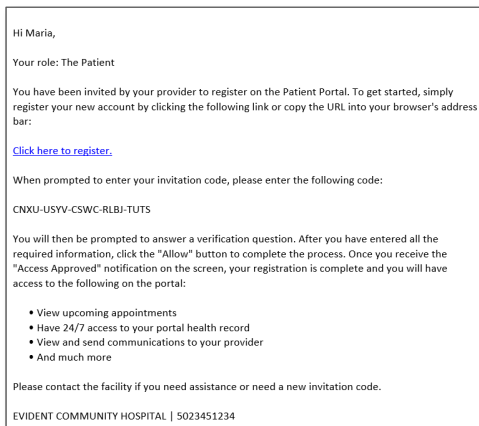 Hi Maria,
Your role: The Patient
You have been invited by your provider to register on the Patient Portal. To get started, simply
register your new account by clicking the following link or copy the URL into your browser's address
bar:
Click here to register.
When prompted to enter your invitation code, please enter the following code:
CNXU-USYV-CSWC-RLBJ-TUTS
You will then be prompted to answer a verification question. After you have entered all the
required information, click the "Allow" button to complete the process. Once you receive the
"Access Approved" notification on the screen, your registration is complete and you will have
access to the following on the portal:
• View upcoming appointments
• Have 24/7 access to your portal health record
• View and send communications to your provider
• And much more
Please contact the facility if you need assistance or need a new invitation code.
EVIDENT COMMUNITY HOSPITAL | 5023451234